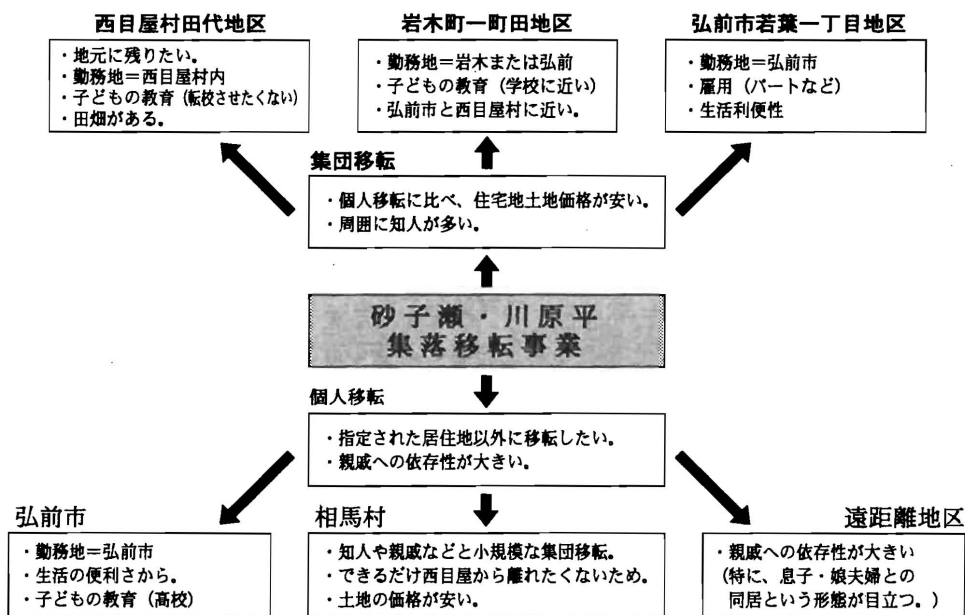 西目屋村田代地区
・地元に残りたい。
・勤務地＝西目屋村内
・子どもの教育（転校させたくない）
・田畑がある。
岩木町一町田地区
・勤務地＝岩木または弘前
・子どもの教育（学校に近い）
・弘前市と西目屋村に近い。
弘前市若葉一丁目地区
・勤務地＝弘前市
・雇用（パートなど）
・生活利便性
集団移転
・個人移転に比べ、住宅地土地価格が安い。
・周囲に知人が多い。
砂子瀬・川原平
集落移転事業
個人移転
・指定された居住地以外に移転したい。
・親戚への依存性が大きい。
弘前市
・勤務地＝弘前市
・生活の便利さから。
・子どもの教育（高校）
相馬村
・知人や親戚などと小規模な集団移転。
・できるだけ西目屋から離れたくないため。
・土地の価格が安い。
遠距離地区
・親戚への依存性が大きい
（特に、息子・娘夫婦との
同居という形態が目立つ。）